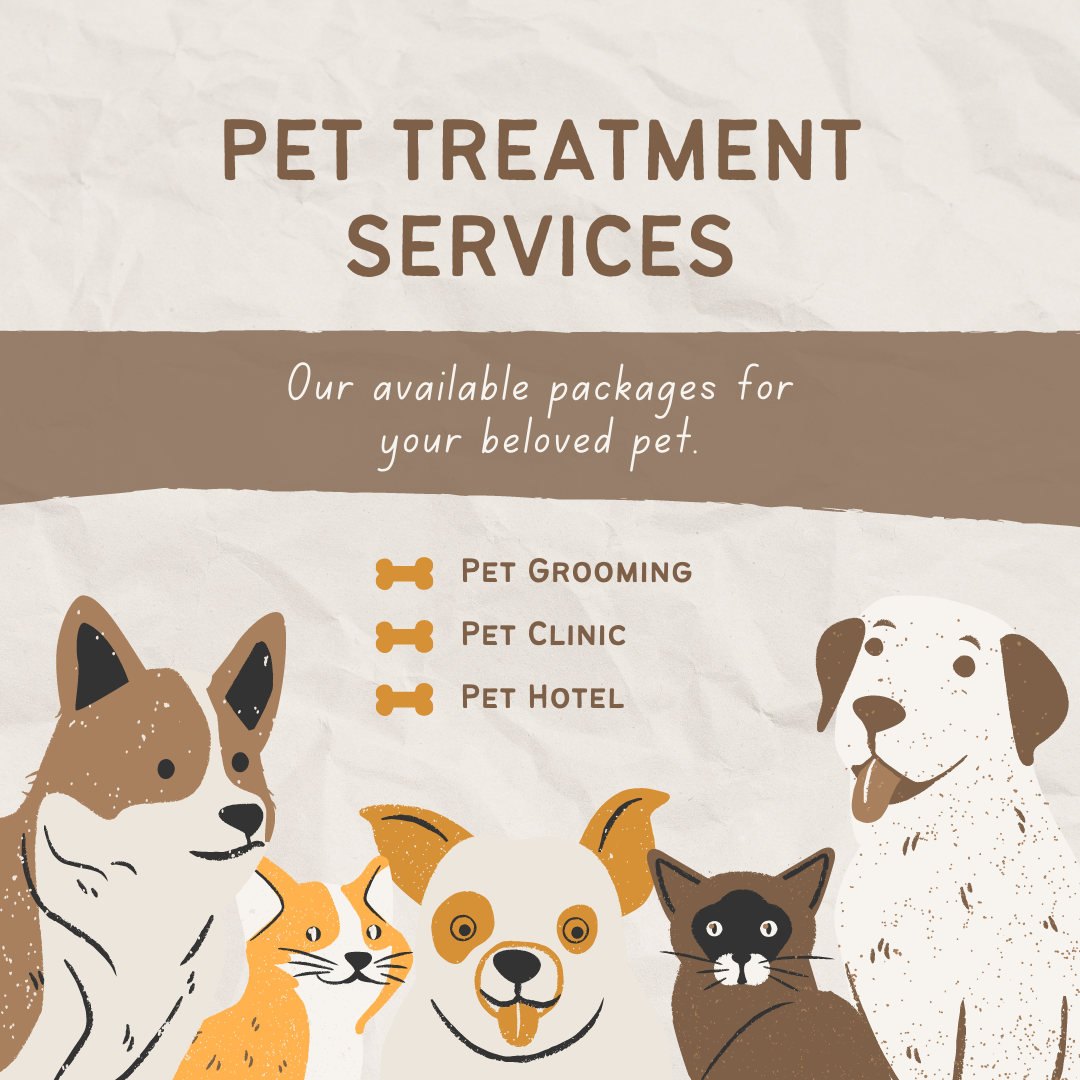 PET TREATMENT
SERVICES
Our available packages for
your beloved pet.
Pet Grooming
Pet Clinic
Pet Hotel